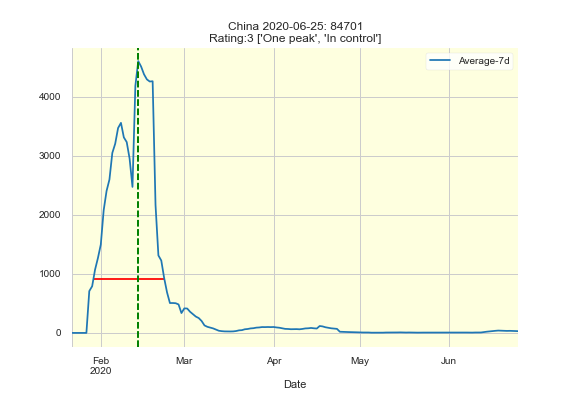 China 2020-06-25: 84701
Rating:3 ['One peak', 'In control']
Average-7d
4000
3000
2000
1000
0
Feb
2020
Mar
Apr
May
Jun
Date